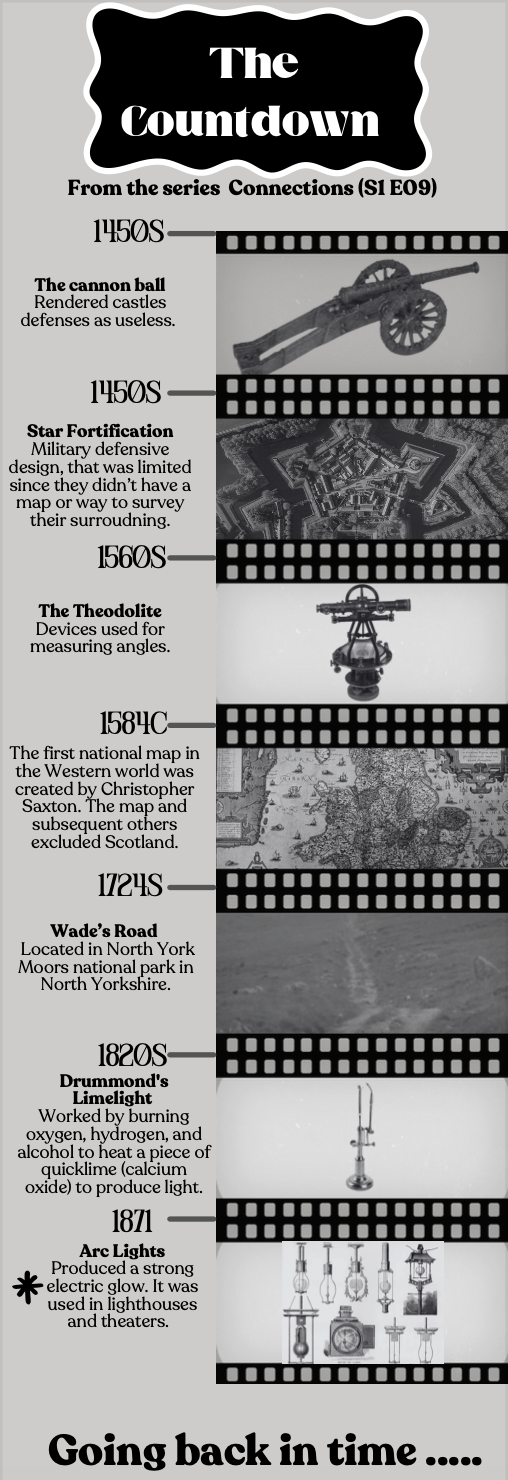 The
Countdown
From the series Connections (S1 E09)
1450S
The cannon ball
Rendered castles
defenses as useless.
1450S
Star Fortification
Military defensive
design, that was limited
since they didn't have a
map or way to survey
their surroudning.
1560S
The Theodolite
Devices used for
measuring angles.
1584C
The first national map in
the Western world was
created by Christopher
Saxton. The map and
subsequent others
excluded Scotland.
1724S
Wade's Road
Located in North York
Moors national park in
North Yorkshire.
1820S
Drummond's
Limelight
Worked by burning
oxygen, hydrogen, and
alcohol to heat a piece of
quicklime (calcium
oxide) to produce light.
1871
Arc Lights
Produced a strong
electric glow. It was
used in lighthouses
and theaters.
Going back in time .....